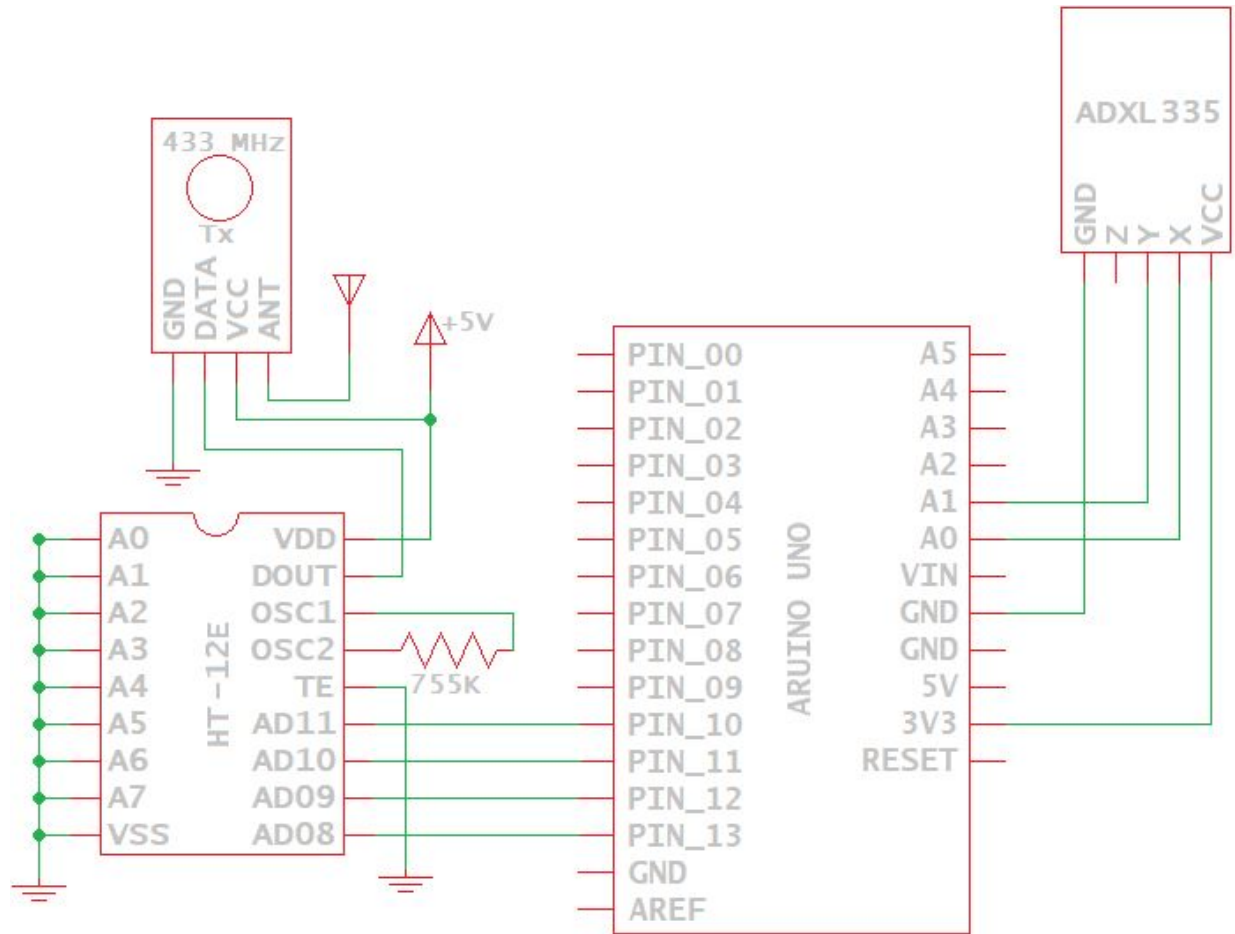 433 MHz
Tx
GND
DATA
VCC
ANT
+5V
ADXL335
GND
Z
Y
X
VCC
HT-12E
A0
A1
A2
A3
A4
A5
A6
A7
VSS
VDD
DOUT
OSC1
OSC2
TE
AD11
AD10
AD09
AD08
755K
ARUINO UNO
PIN_00
PIN_01
PIN_02
PIN_03
PIN_04
PIN_05
PIN_06
PIN_07
PIN_08
PIN_09
PIN_10
PIN_11
PIN_12
PIN_13
GND
AREF
A5
A4
A3
A2
A1
A0
VIN
GND
GND
5V
3V3
RESET